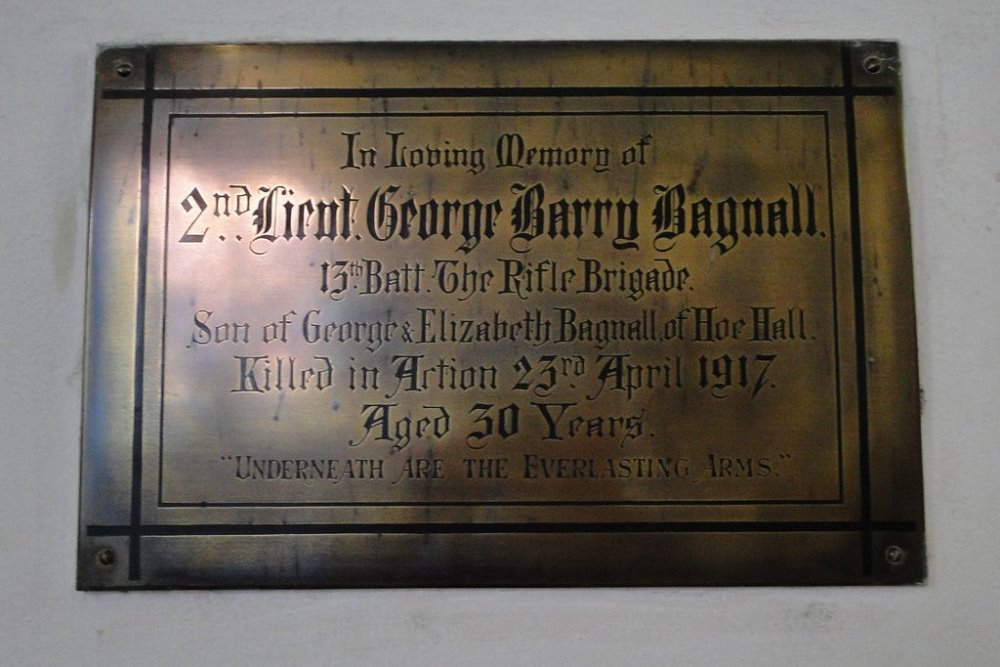 In Loving Memory of
2nd Lieut. George Barry Bagnall.
13th Batt. The Rifle Brigade.
Son of George & Elizabeth Bagnall, of Hoe Hall.
Killed in Action 23rd April 1917.
Aged 30 Years.
"UNDERNEATH ARE THE EVERLASTING ARMS."